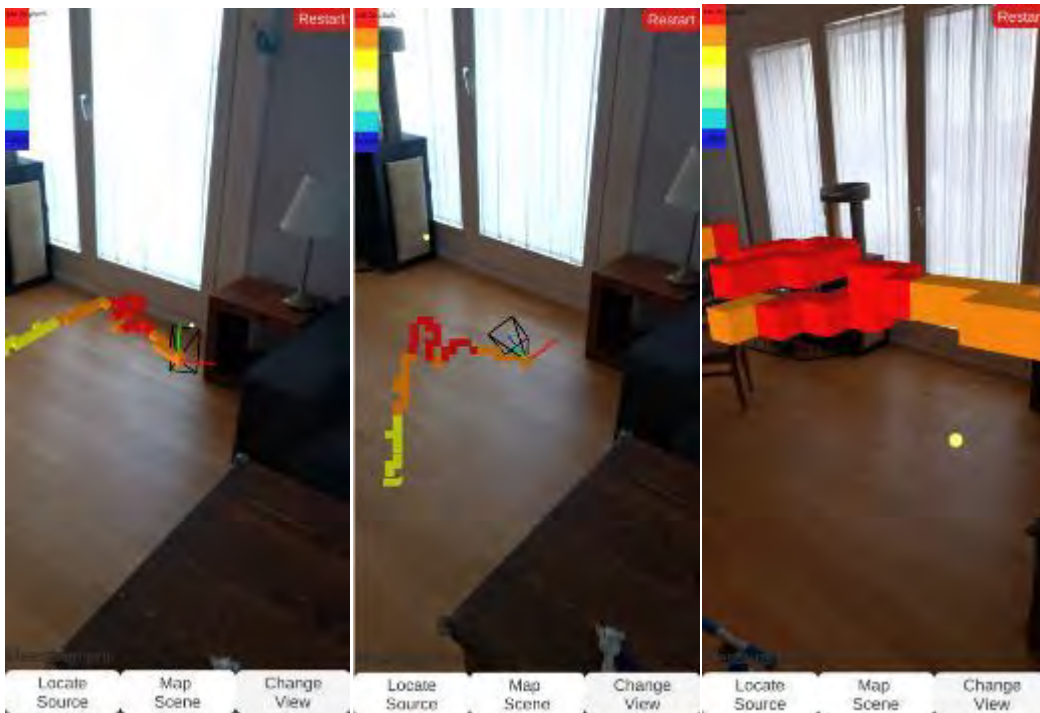 Restart
Locate
Source
Map
Scene
Change
View
Restart
Locate
Source
Map
Scene
Change
View
Restart
Locate
Source
Map
Scene
Change
View